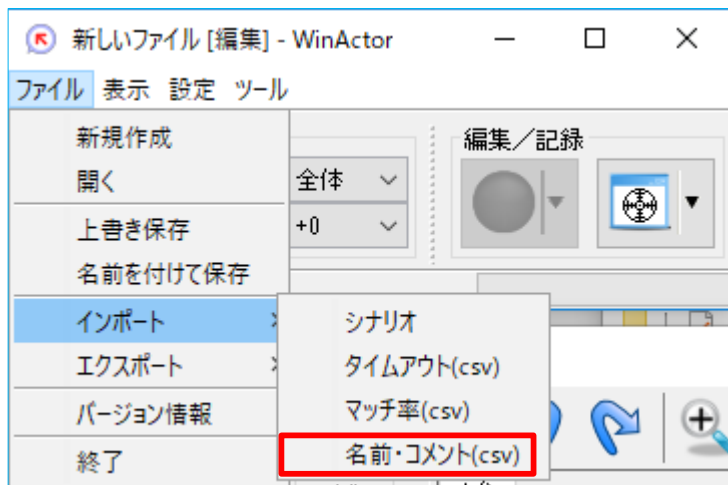 新しいファイル [編集] - WinActor
ファイル 表示 設定 ツール
新規作成
開く
上書き保存
名前を付けて保存
インポート
エクスポート
バージョン情報
終了
全体
+0
編集／記録
シナリオ
タイムアウト(csv)
マッチ率(csv)
名前・コメント(csv)